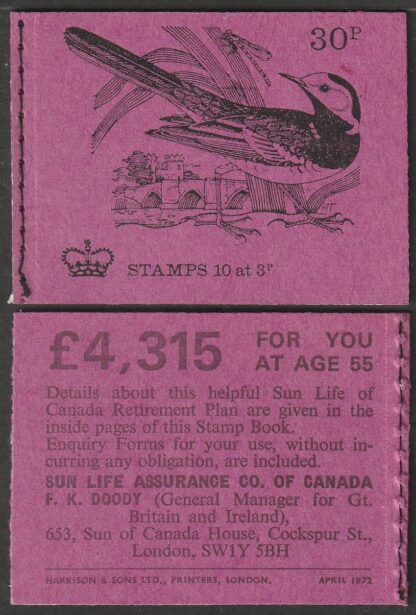 30P
HT
STAMPS 10 at 3P
£4,315 FOR YOU
AT AGE 55
Details about this helpful Sun Life of
Canada Retirement Plan are given in the
inside pages of this Stamp Book.
Enquiry Forms for your use, without in-
curring any obligation, are included.
SUN LIFE ASSURANCE CO. OF CANADA
F. K. DOODY (General Manager for Gt.
Britain and Ireland),
653, Sun of Canada House, Cockspur St.,
London, SW1Y 5BH
HARRISON & SONS LTD., PRINTERS, LONDON. APRIL 1972